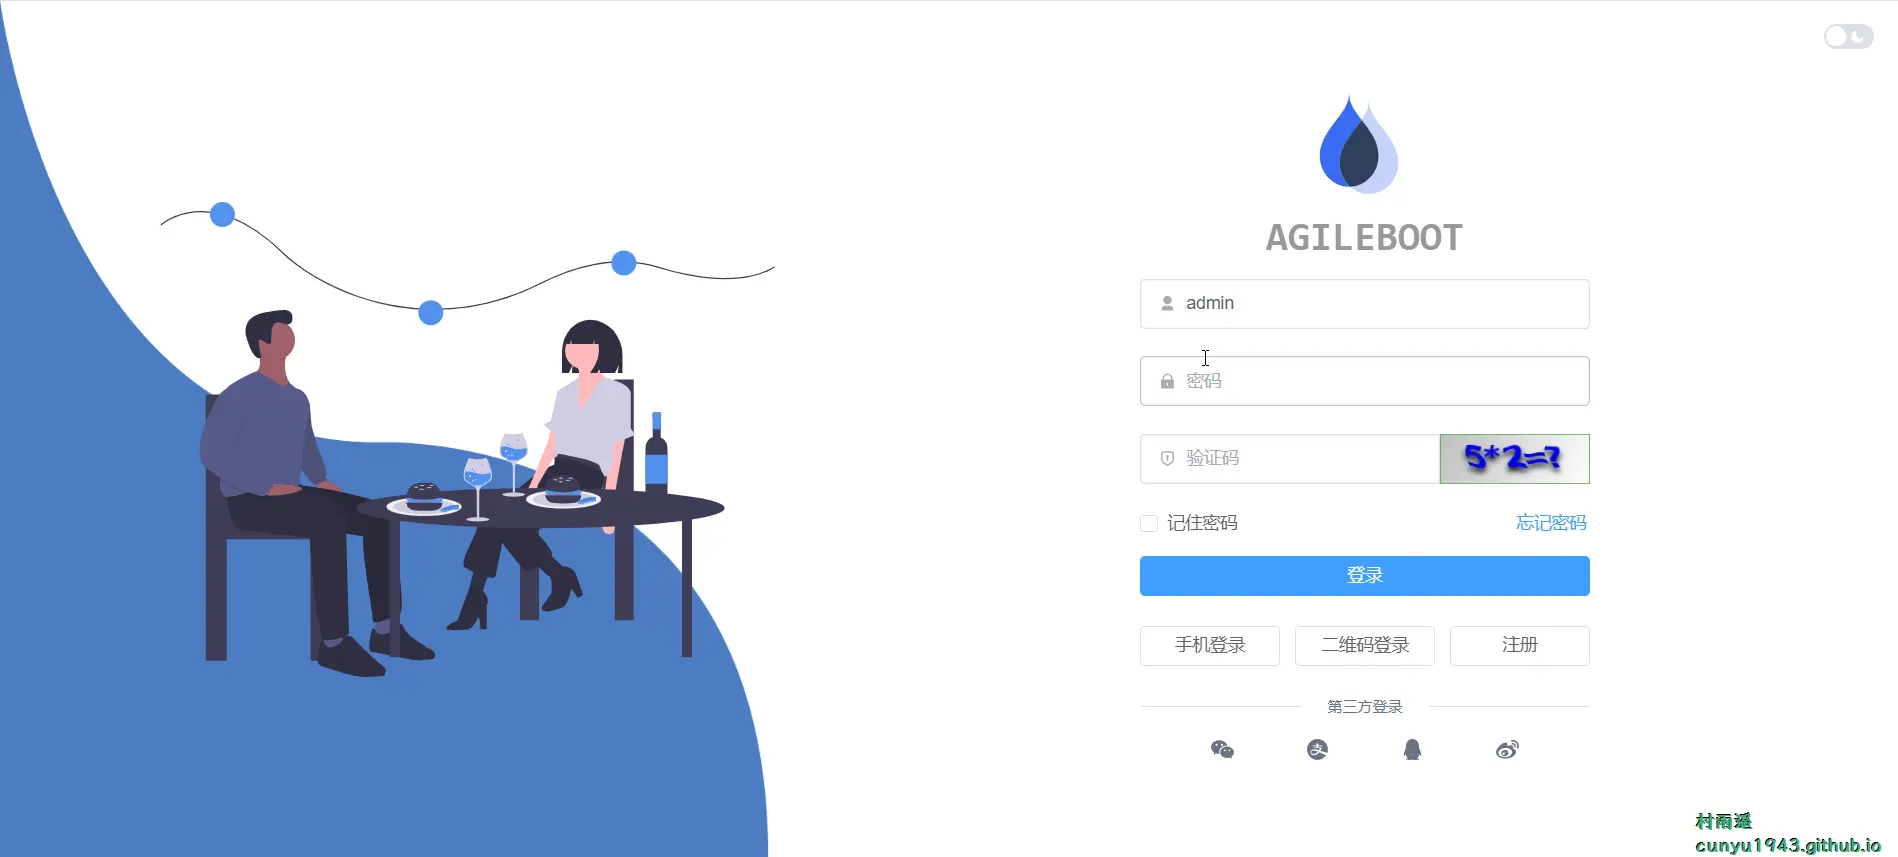 AGILEBOOT
admin
密码
验证码
5*2=?
记住密码
忘记密码
登录
手机登录
二维码登录
注册
第三方登录
支
村雨遥
cunyu1943.github.io